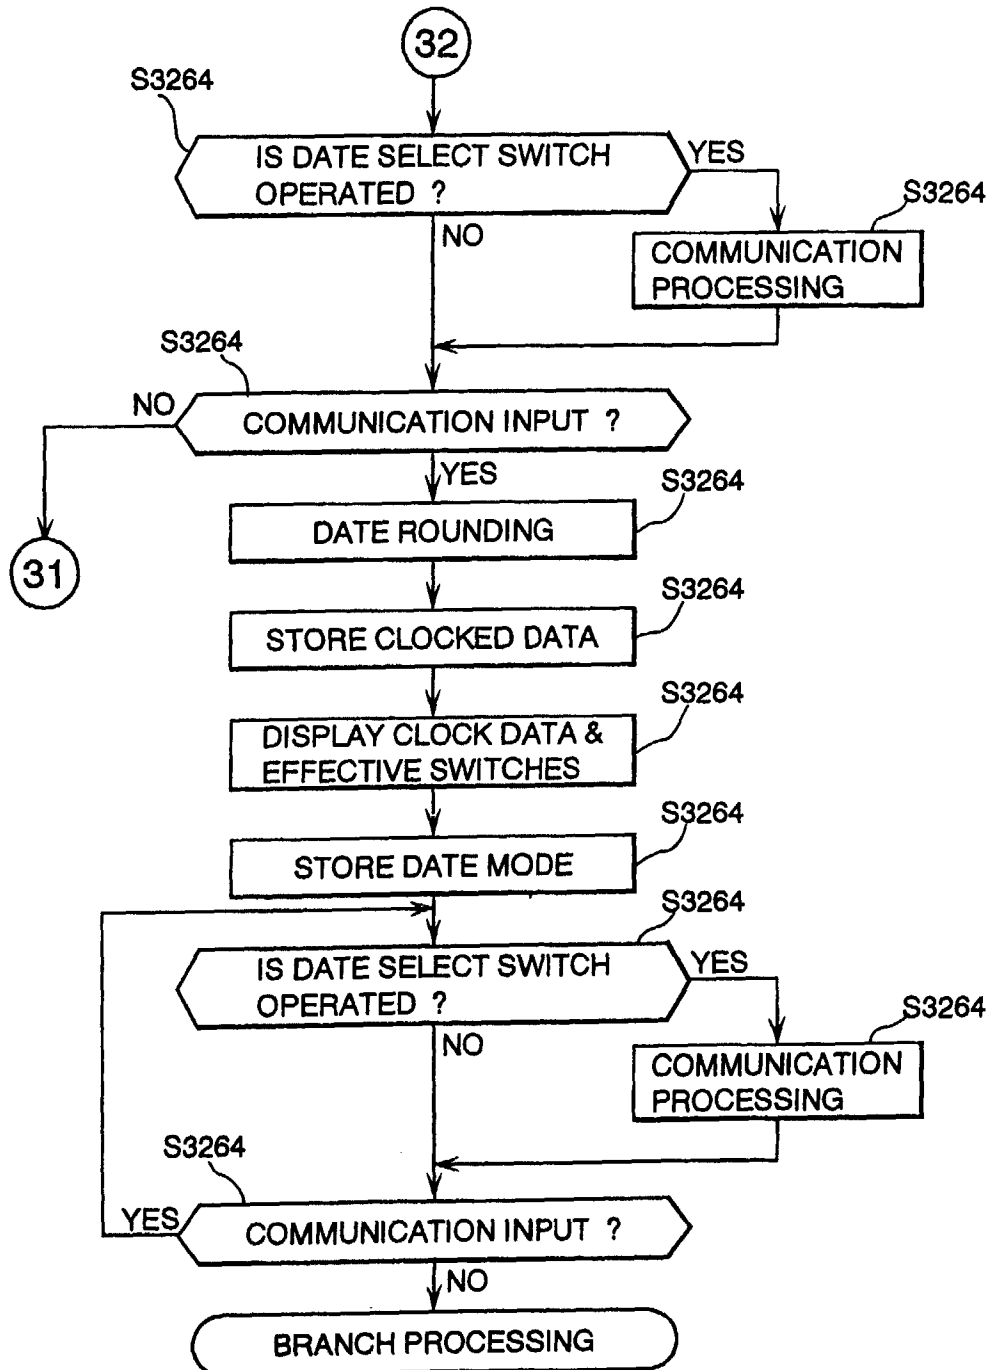 32
S3264
IS DATE SELECT SWITCH
OPERATED ?
YES
S3264
NO
COMMUNICATION
PROCESSING
S3264
NO
COMMUNICATION INPUT ?
YES
S3264
DATE ROUNDING
31
S3264
STORE CLOCKED DATA
S3264
DISPLAY CLOCK DATA &
EFFECTIVE SWITCHES
S3264
STORE DATE MODE
S3264
IS DATE SELECT SWITCH
OPERATED ?
YES
S3264
NO
COMMUNICATION
PROCESSING
S3264
YES
COMMUNICATION INPUT ?
NO
BRANCH PROCESSING